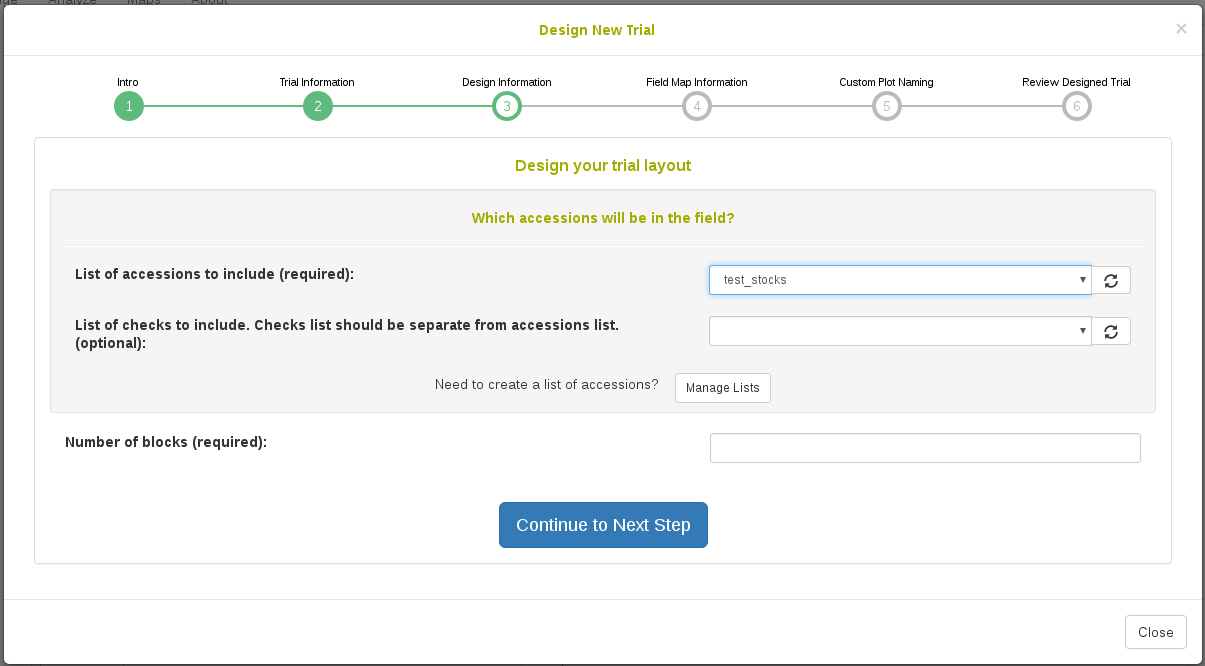 Analyze Maps About
Design New Trial ×
Intro Trial Information Design Information Field Map Information Custom Plot Naming Review Designed Trial
1 2 3 4 5 6
Design your trial layout
Which accessions will be in the field?
List of accessions to include (required): test_stocks
List of checks to include. Checks list should be separate from accessions list.
(optional):
Need to create a list of accessions? Manage Lists
Number of blocks (required):
Continue to Next Step
Close